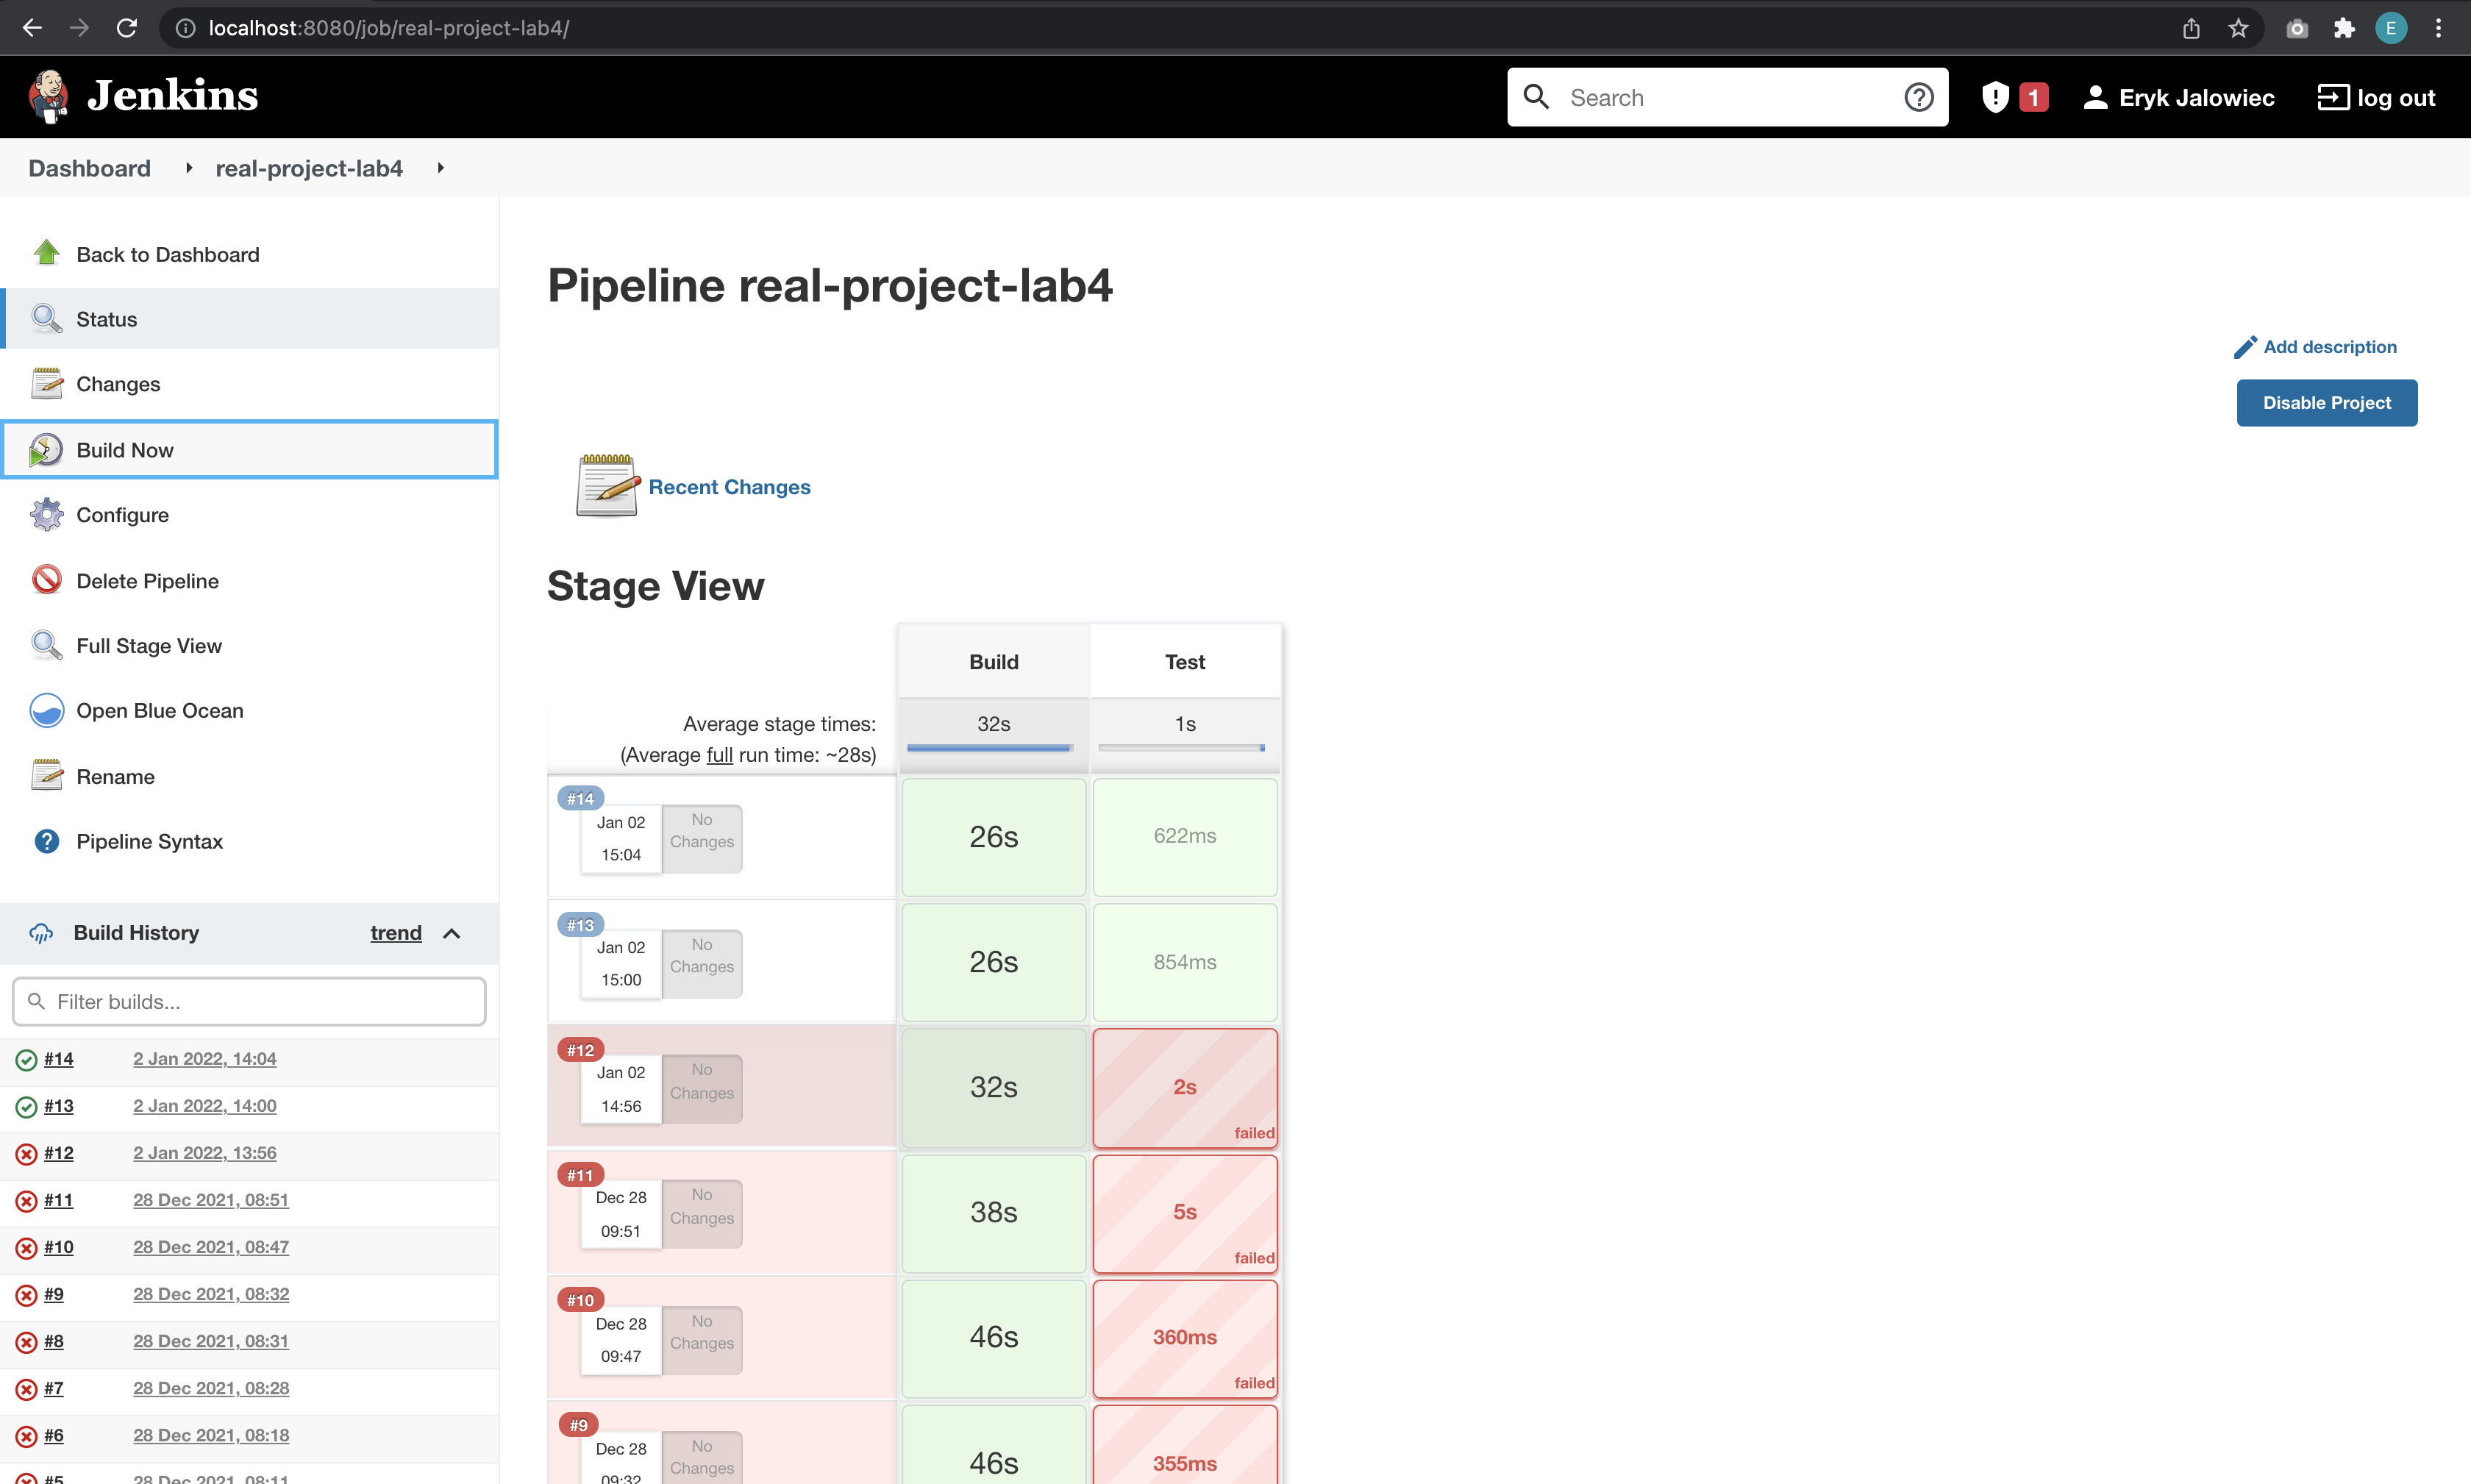 localhost:8080/job/real-project-lab4/
E
Jenkins
Search
1
Eryk Jalowiec
log out
Dashboard
real-project-lab4
Back to Dashboard
Status
Changes
Build Now
Configure
Delete Pipeline
Full Stage View
Open Blue Ocean
Rename
Pipeline Syntax
Build History
trend
Filter builds...
#14 2 Jan 2022, 14:04
#13 2 Jan 2022, 14:00
#12 2 Jan 2022, 13:56
#11 28 Dec 2021, 08:51
#10 28 Dec 2021, 08:47
#9 28 Dec 2021, 08:32
#8 28 Dec 2021, 08:31
#7 28 Dec 2021, 08:28
#6 28 Dec 2021, 08:18
#5 28 Dec 2021, 08:11
Pipeline real-project-lab4
Add description
Disable Project
Recent Changes
Stage View
Build Test
Average stage times: 32s 1s
(Average full run time: ~28s)
#14
Jan 02
15:04
No
Changes
26s
622ms
#13
Jan 02
15:00
No
Changes
26s
854ms
#12
Jan 02
14:56
No
Changes
32s
2s
failed
#11
Dec 28
09:51
No
Changes
38s
5s
failed
#10
Dec 28
09:47
No
Changes
46s
360ms
failed
#9
Dec 28
09:32
No
Changes
46s
355ms